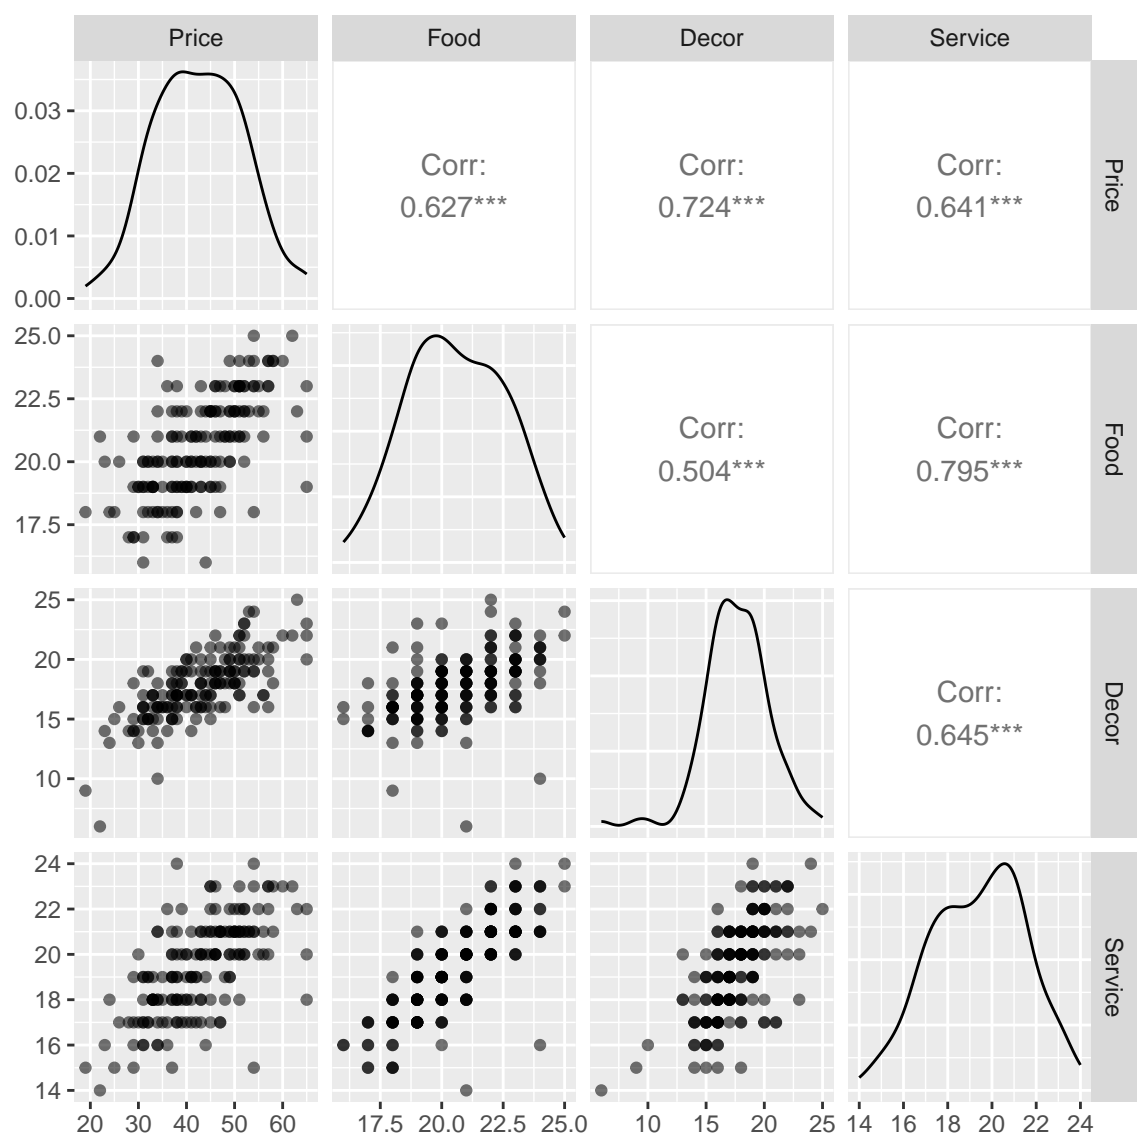 Price Food Decor Service
0.03
0.02
0.01
0.00
Corr:
0.627***
Corr:
0.724***
Corr:
0.641***
Price
25.0
22.5
20.0
17.5
Corr:
0.504***
Corr:
0.795***
Food
25
20
15
10
Corr:
0.645***
Decor
24
22
20
18
16
14
Service
20 30 40 50 60
17.5 20.0 22.5 25.0
10 15 20 25
14 16 18 20 22 24